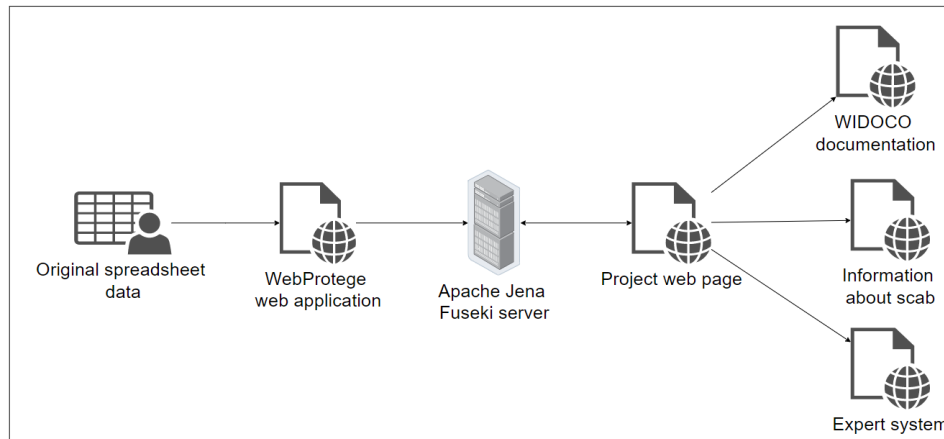 WIDOCO
documentation
Original spreadsheet
data
WebProtege
web application
Apache Jena
Fuseki server
Project web page
Information
about scab
Expert system